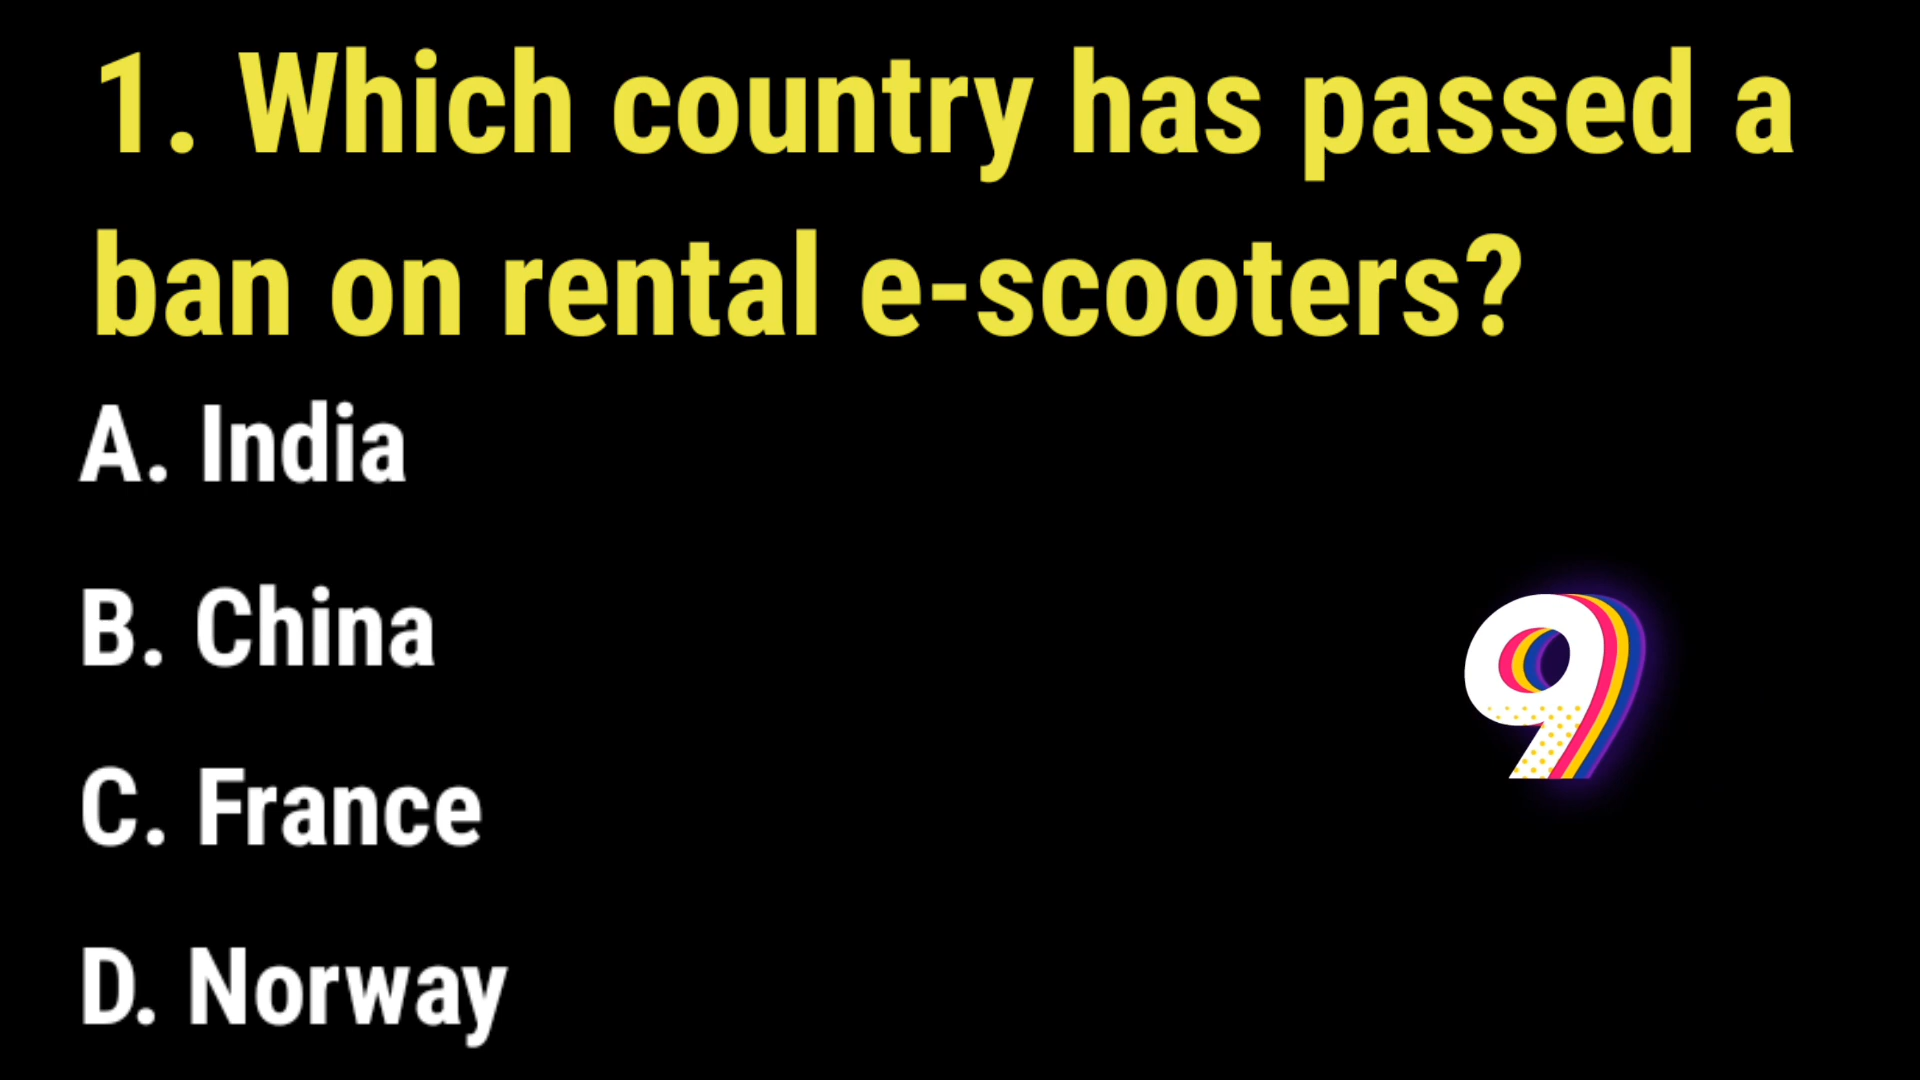 1. Which country has passed a
ban on rental e-scooters?
A. India
B. China
9
C. France
D. Norway